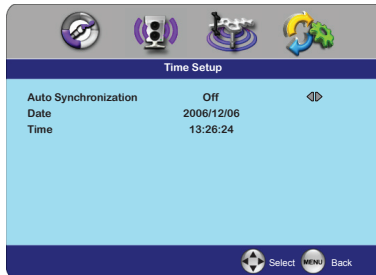 Time Setup
Auto Synchronization Off
Date 2006/12/06
Time 13:26:24
Select MENU Back